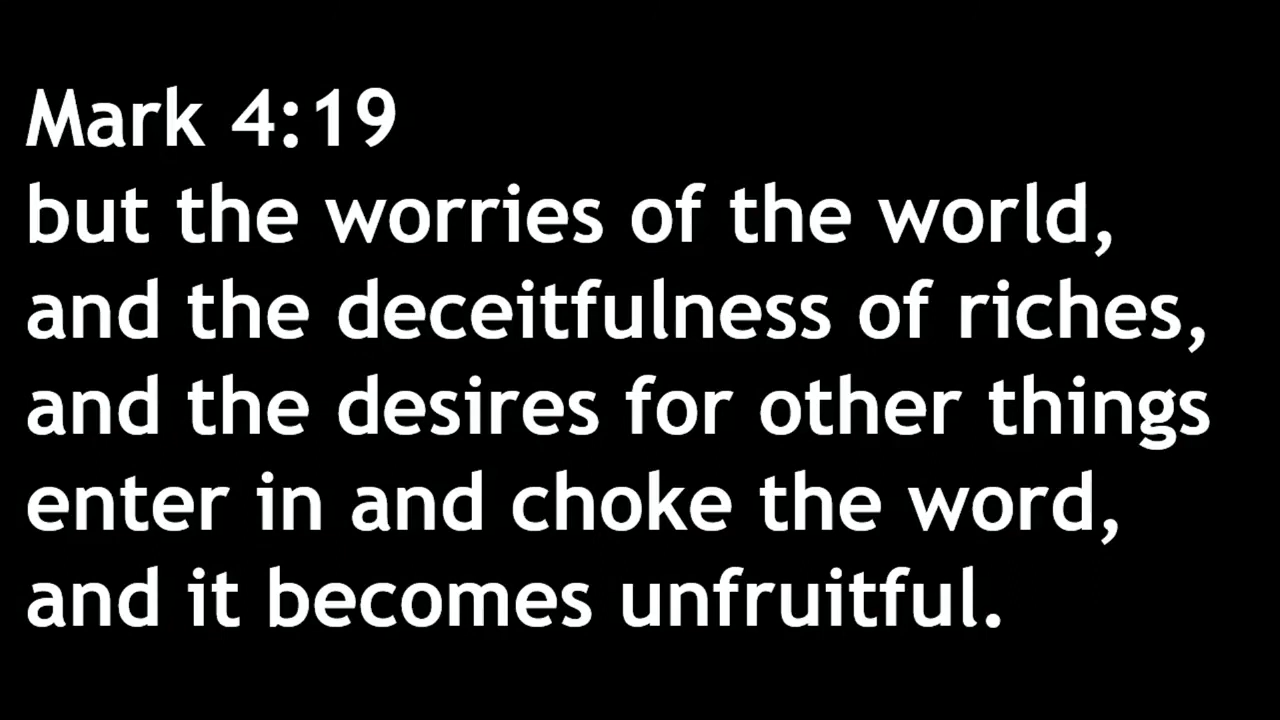 Mark 4:19
but the worries of the world,
and the deceitfulness of riches,
and the desires for other things
enter in and choke the word,
and it becomes unfruitful.